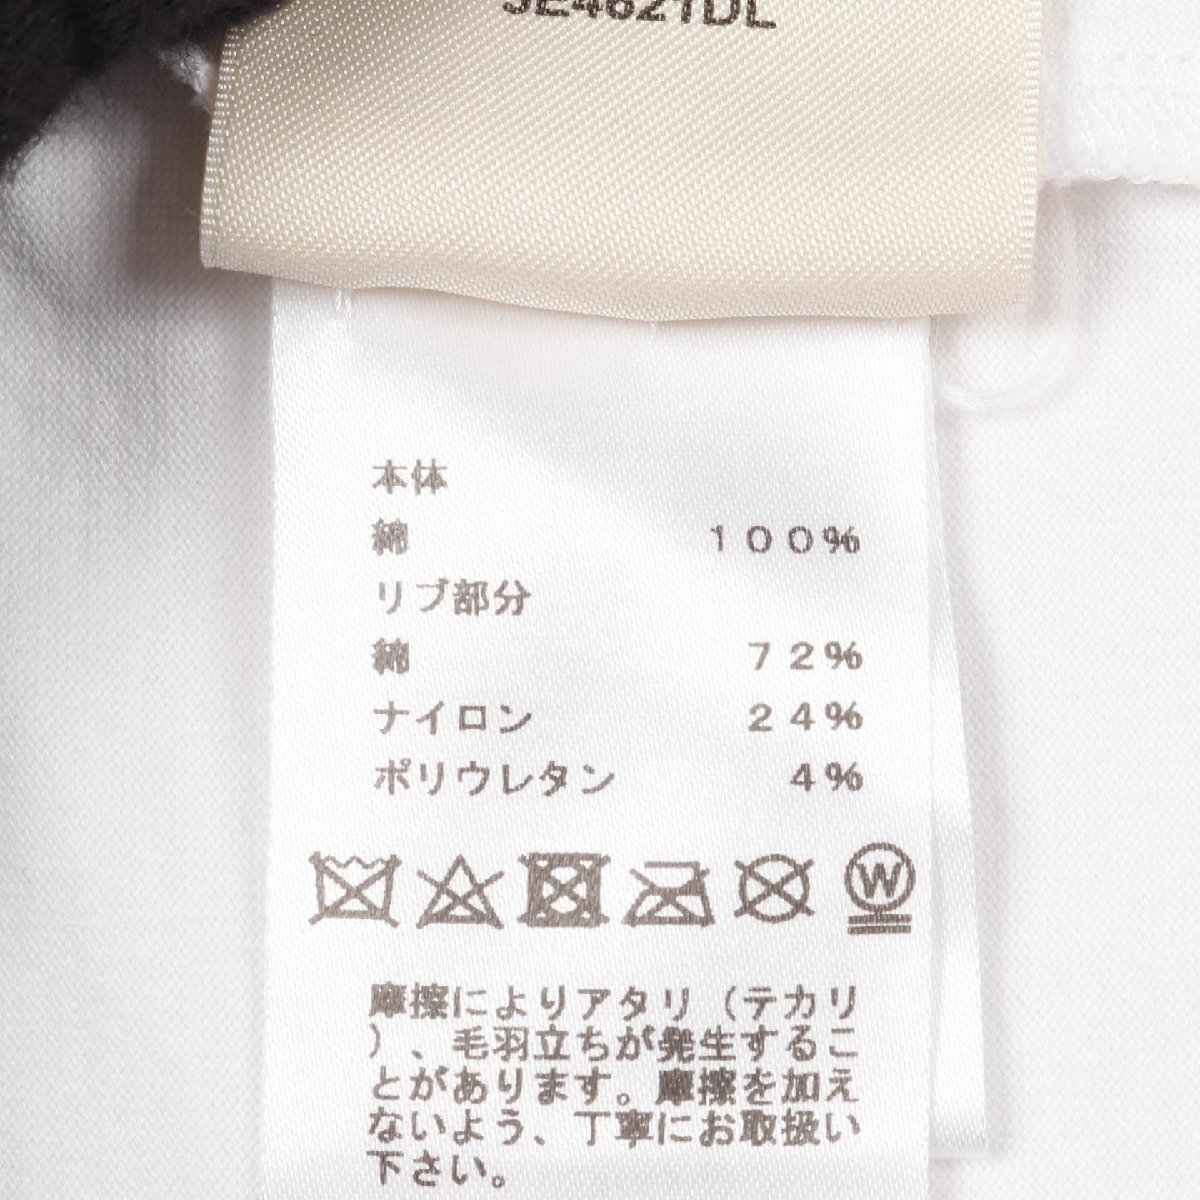 JE4621DL
本体
綿 100%
リブ部分
綿 72%
ナイロン 24%
ポリウレタン 4%
W
摩擦によりアタリ（テカリ
）、毛羽立ちが発生するこ
とがあります。摩擦を加え
ないよう、丁寧にお取扱い
下さい。